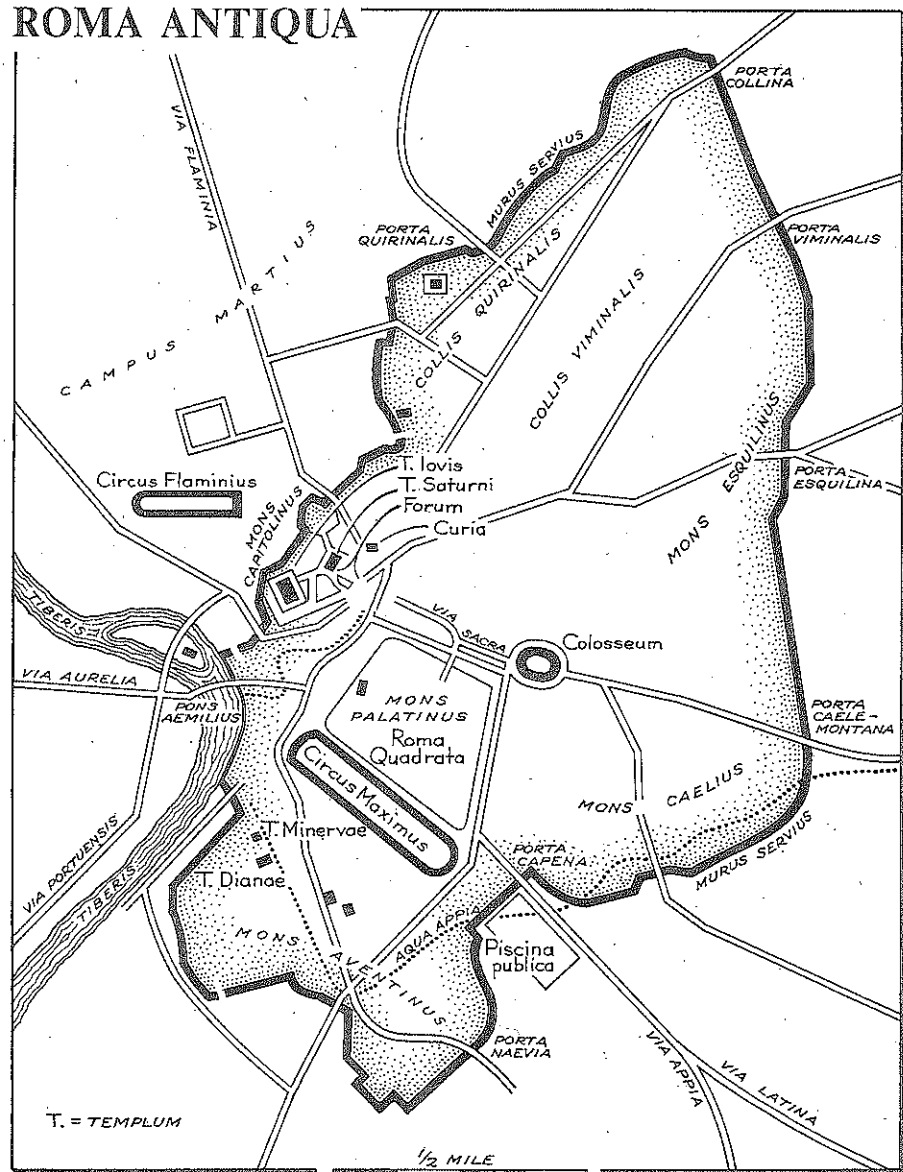 ROMA ANTIQUA
PORTA
COLLINA
VIA FLAMINIA
MURUS SERVIUS
PORTA
QUIRINALIS
PORTA
VIMINALIS
COLLIS QUIRINALIS
CAMPUS MARTIUS
COLLIS VIMINALIS
MONS ESQUILINUS
PORTA
ESQUILINA
T. Iovis
T. Saturni
Forum
Curia
Circus Flaminius
MONS
CAPITOLINUS
TIBERIS
VIA SACRA
Colosseum
VIA AURELIA
PONS
AEMILIUS
MONS
PALATINUS
Roma
Quadrata
PORTA
CAELE-
MONTANA
Circus Maximus
MONS CAELIUS
T. Minervae
PORTA
CAPENA
MURUS SERVIUS
T. Dianae
VIA PORTUENSIS
TIBERIS
MONS AVENTINUS
AQUA APPIA
Piscina
publica
PORTA
NAEVIA
VIA APPIA
VIA LATINA
T. = TEMPLUM
1/2 MILE